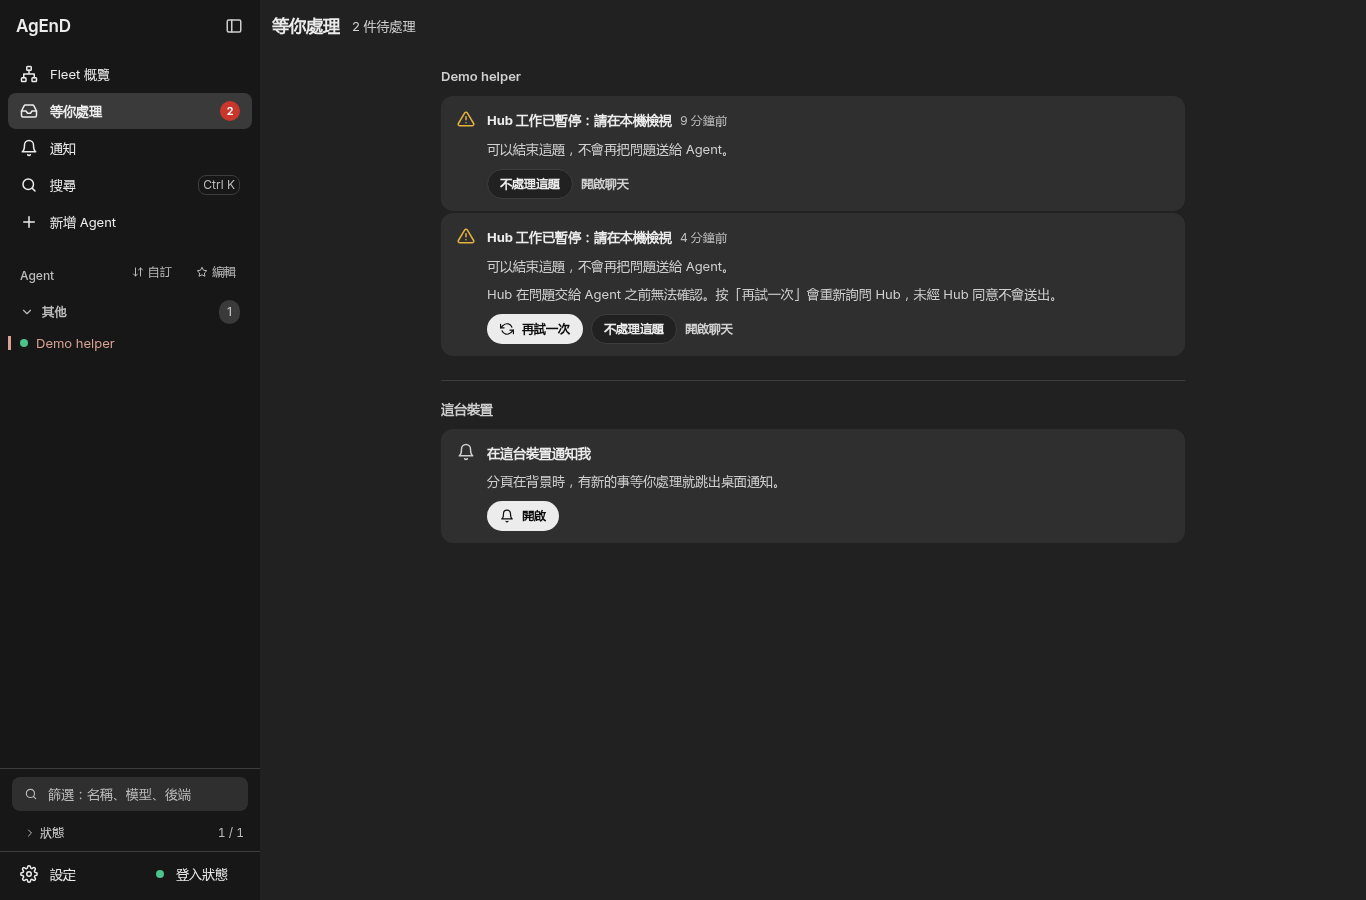 AgEnD
Fleet 概覽
等你處理 2
通知
搜尋 Ctrl K
新增 Agent
Agent 自訂 編輯
其他 1
Demo helper
篩選：名稱、模型、後端
狀態 1 / 1
設定 登入狀態
等你處理 2 件待處理
Demo helper
Hub 工作已暫停：請在本機檢視 9 分鐘前
可以結束這題，不會再把問題送給 Agent。
不處理這題 開啟聊天
Hub 工作已暫停：請在本機檢視 4 分鐘前
可以結束這題，不會再把問題送給 Agent。
Hub 在問題交給 Agent 之前無法確認。按「再試一次」會重新詢問 Hub，未經 Hub 同意不會送出。
再試一次 不處理這題 開啟聊天
這台裝置
在這台裝置通知我
分頁在背景時，有新的事等你處理就跳出桌面通知。
開啟